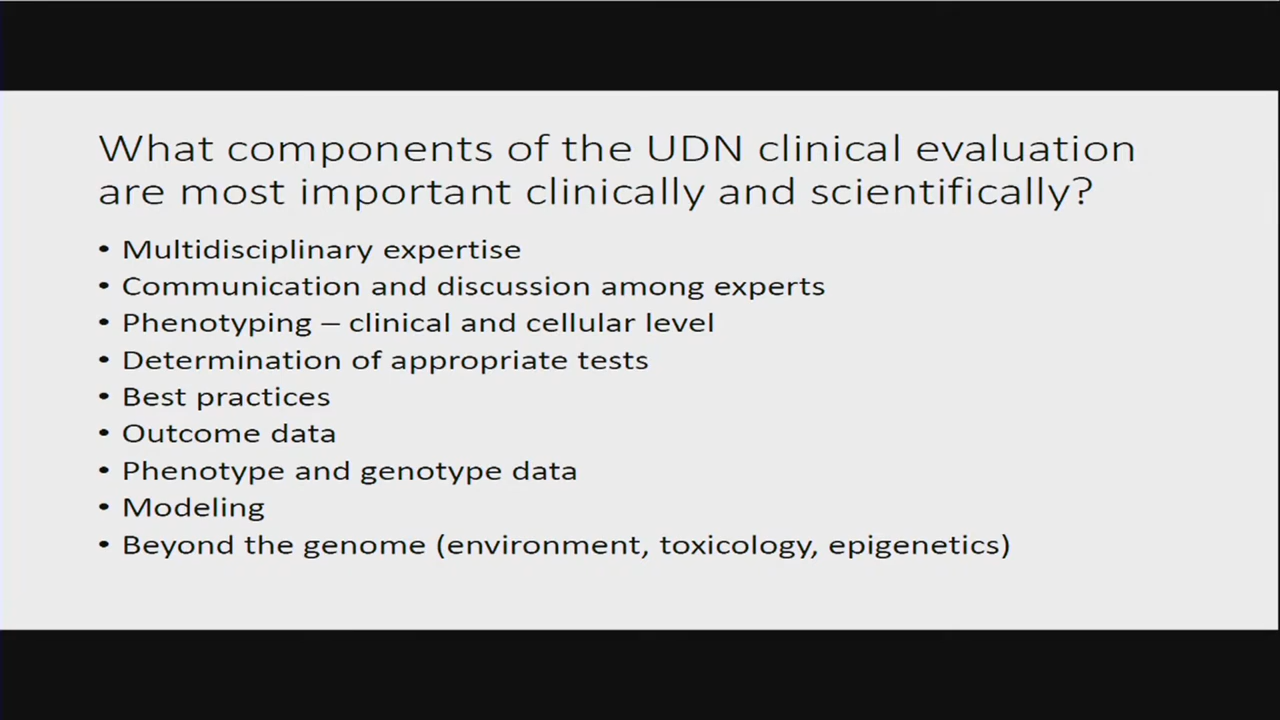 What components of the UDN clinical evaluation
are most important clinically and scientifically?
• Multidisciplinary expertise
• Communication and discussion among experts
• Phenotyping – clinical and cellular level
• Determination of appropriate tests
• Best practices
• Outcome data
• Phenotype and genotype data
• Modeling
• Beyond the genome (environment, toxicology, epigenetics)